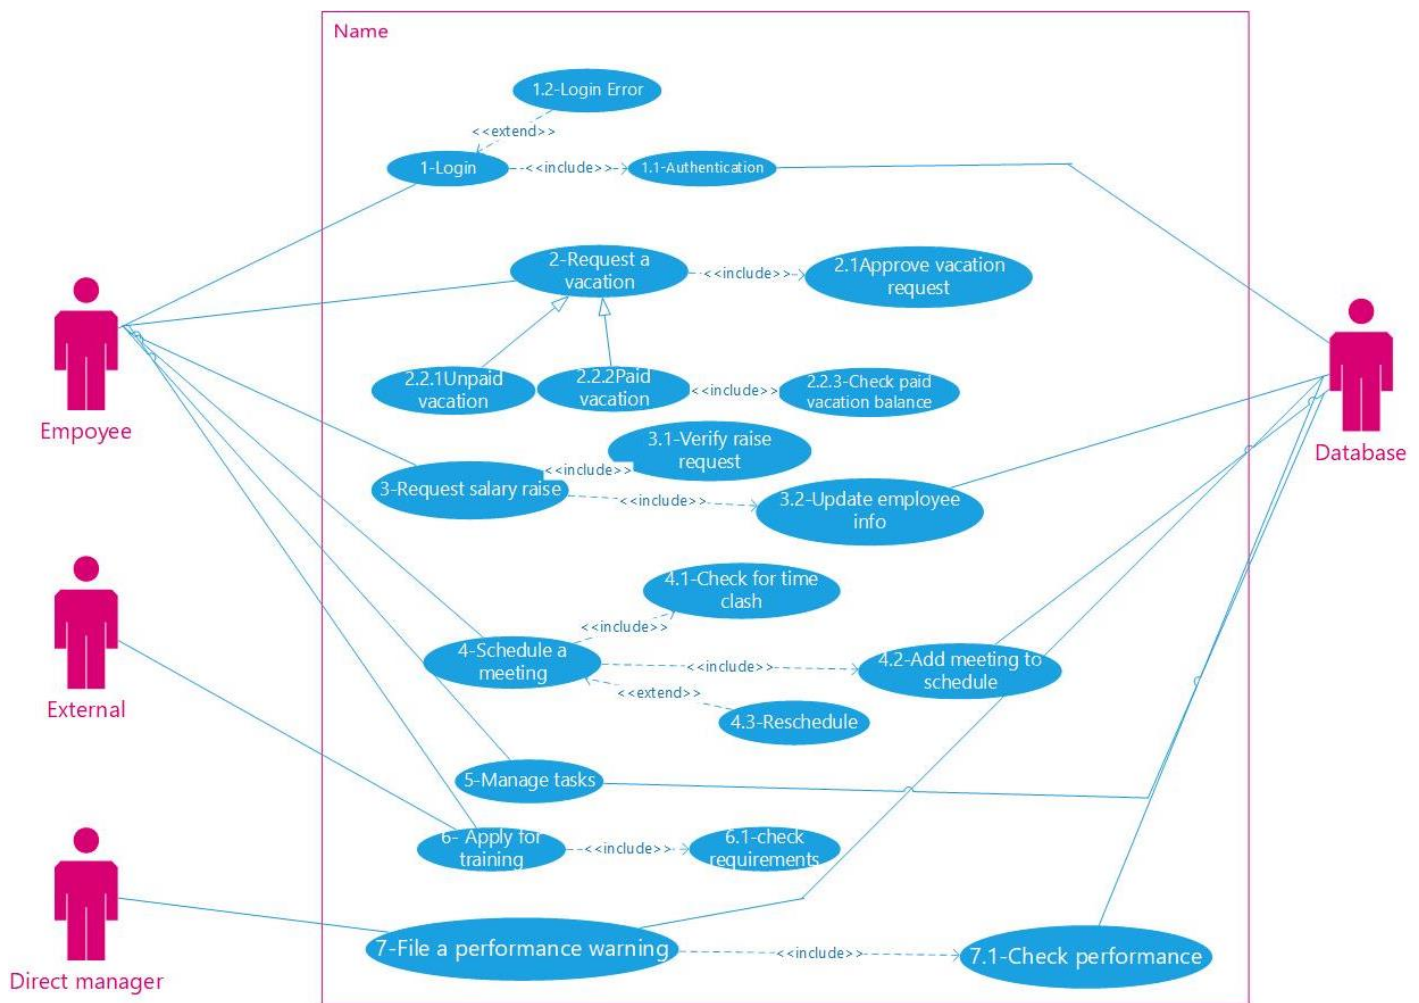 Name
1.2-Login Error
<<extend>>
1-Login
<<include>>
1.1-Authentication
2-Request a
vacation
<<include>>
2.1Approve vacation
request
2.2.1Unpaid
vacation
2.2.2Paid
vacation
<<include>>
2.2.3-Check paid
vacation balance
Empoyee
Database
3.1-Verify raise
request
<<include>>
3-Request salary raise
<<include>>
3.2-Update employee
info
4.1-Check for time
clash
<<include>>
4-Schedule a
meeting
<<include>>
4.2-Add meeting to
schedule
<<extend>>
4.3-Reschedule
External
5-Manage tasks
6- Apply for
training
<<include>>
6.1-check
requirements
7-File a performance warning
<<include>>
7.1-Check performance
Direct manager